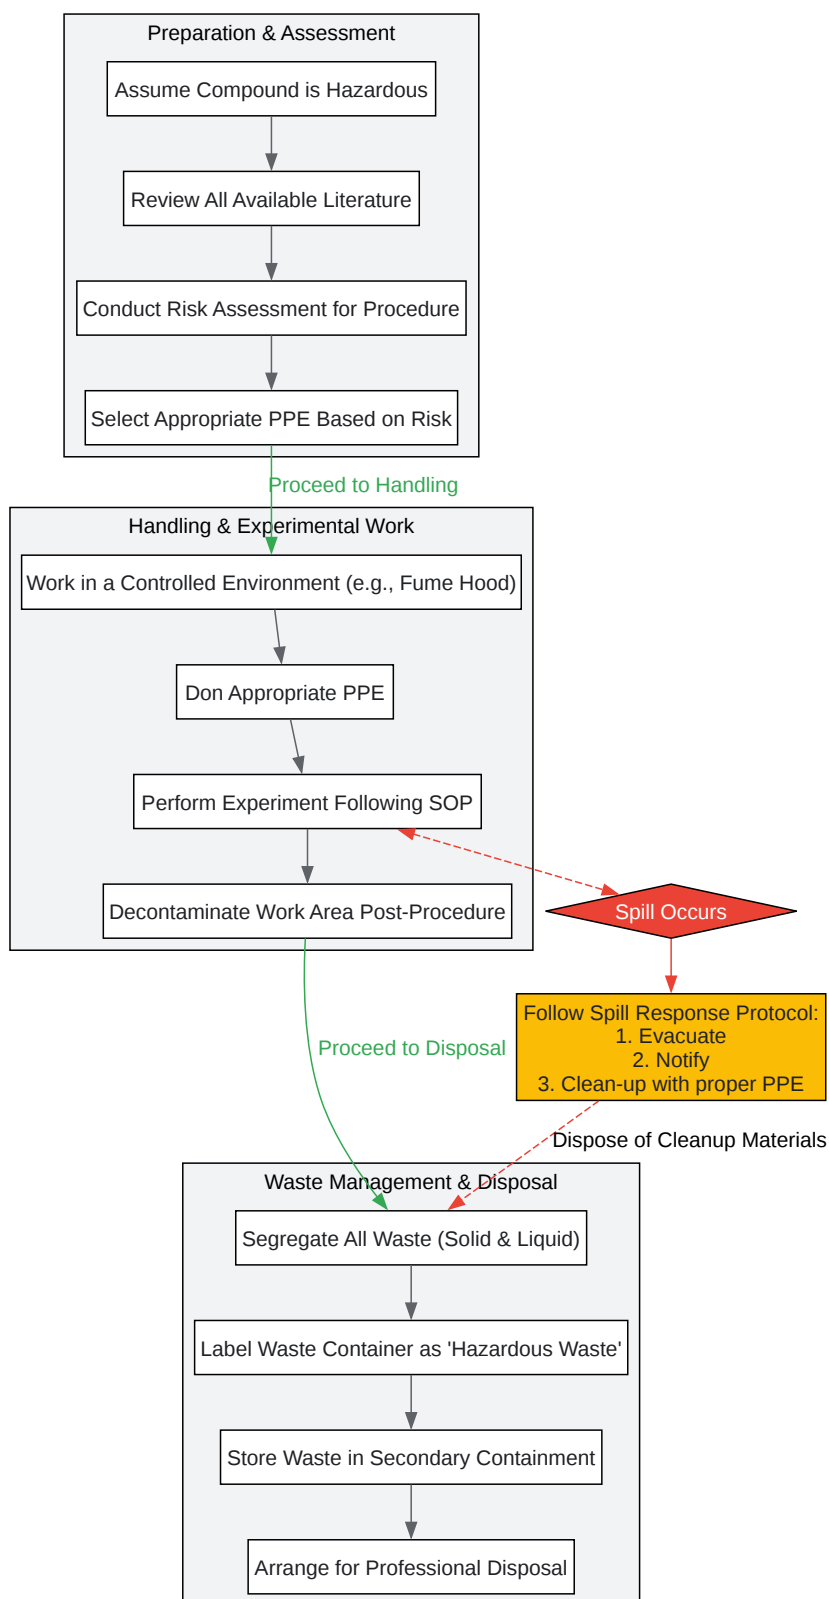 Preparation & Assessment
Assume Compound is Hazardous
Review All Available Literature
Conduct Risk Assessment for Procedure
Select Appropriate PPE Based on Risk
Proceed to Handling
Handling & Experimental Work
Work in a Controlled Environment (e.g., Fume Hood)
Don Appropriate PPE
Perform Experiment Following SOP
Decontaminate Work Area Post-Procedure
Spill Occurs
Follow Spill Response Protocol:
1. Evacuate
2. Notify
3. Clean-up with proper PPE
Proceed to Disposal
Dispose of Cleanup Materials
Waste Management & Disposal
Segregate All Waste (Solid & Liquid)
Label Waste Container as 'Hazardous Waste'
Store Waste in Secondary Containment
Arrange for Professional Disposal